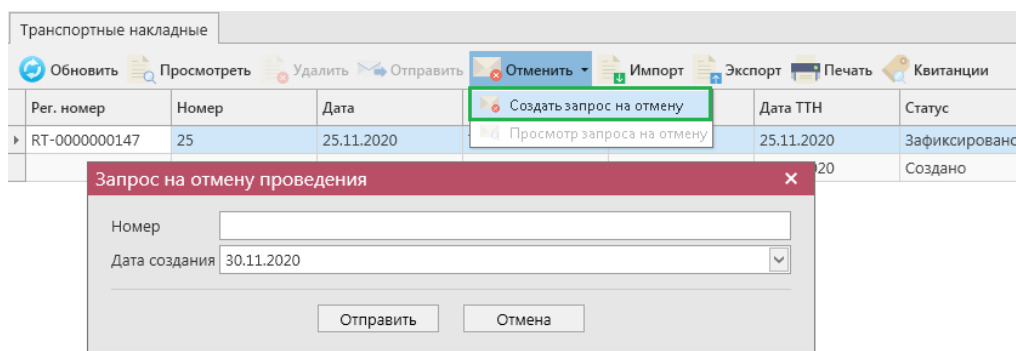 Транспортные накладные
Обновить Просмотреть Удалить Отправить Отменить Импорт Экспорт Печать Квитанции
Рег. номер Номер Дата Создать запрос на отмену Дата ТТН Статус
RT-0000000147 25 25.11.2020 Просмотр запроса на отмену 25.11.2020 Зафиксировано
20 Создано
Запрос на отмену проведения
Номер
Дата создания 30.11.2020
Отправить Отмена